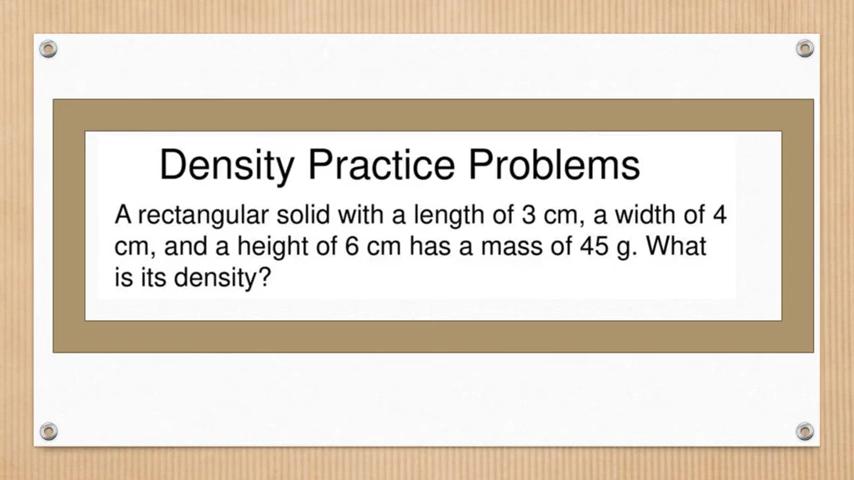 Density Practice Problems
A rectangular solid with a length of 3 cm, a width of 4
cm, and a height of 6 cm has a mass of 45 g. What
is its density?